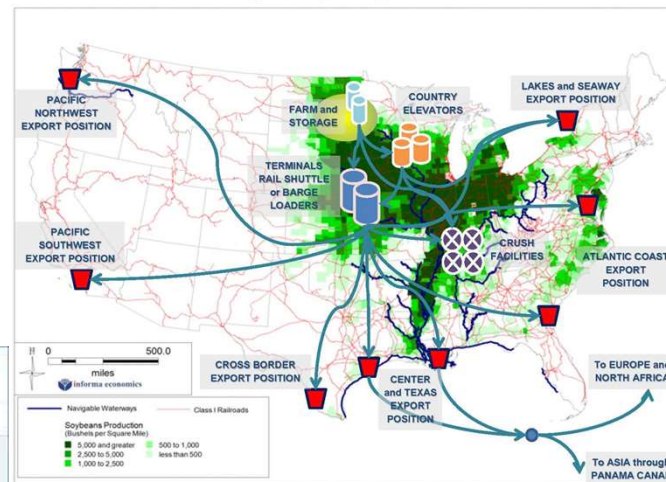 PACIFIC
NORTHWEST
EXPORT POSITION
FARM and
STORAGE
COUNTRY
ELEVATORS
LAKES and SEAWAY
EXPORT POSITION
TERMINALS
RAIL SHUTTLE
or BARGE
LOADERS
PACIFIC
SOUTHWEST
EXPORT POSITION
CRUSH
FACILITIES
ATLANTIC COAST
EXPORT
POSITION
CROSS BORDER
EXPORT POSITION
CENTER
and TEXAS
EXPORT
POSITION
To EUROPE and
NORTH AFRICA
To ASIA through
PANAMA CANAL
N
0 500.0
miles
informa economics
Navigable Waterways
Class I Railroads
Soybeans Production
(Bushels per Square Mile)
5,000 and greater
2,500 to 5,000
1,000 to 2,500
500 to 1,000
less than 500